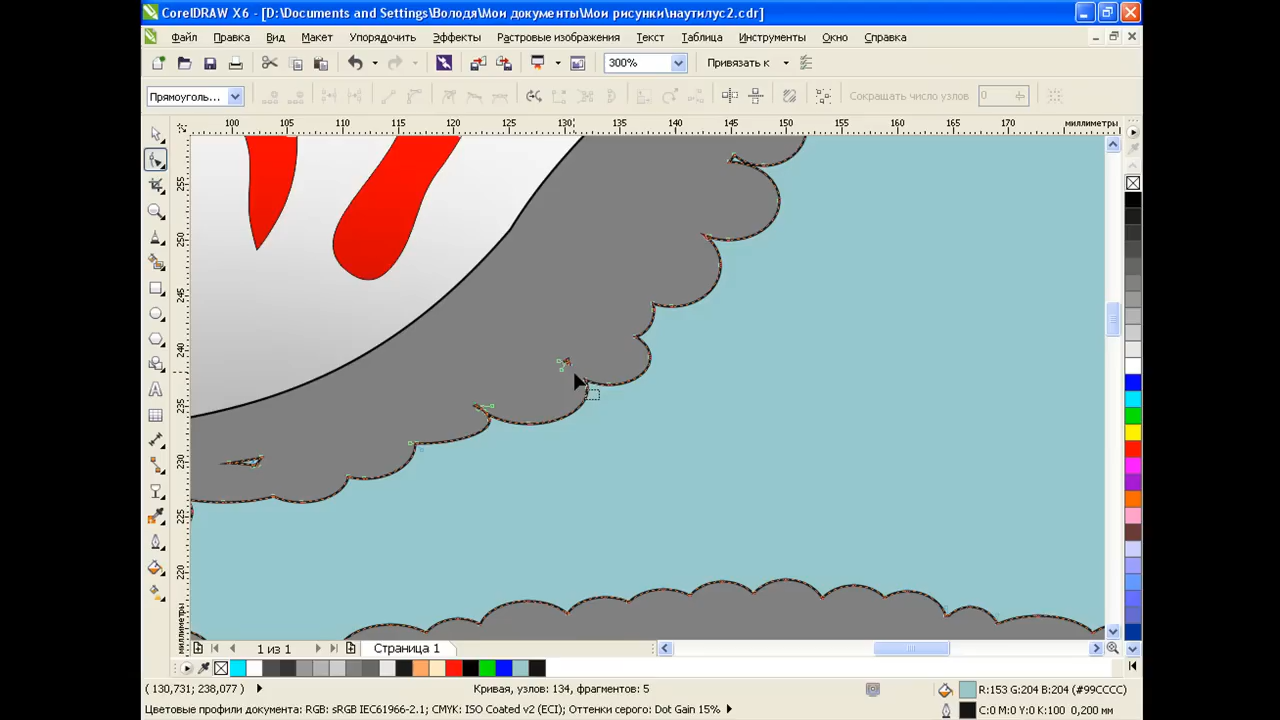 CorelDRAW X6 - [D:\Documents and Settings\Володя\Мои документы\Мои рисунки\наутилус2.cdr]
Файл Правка Вид Макет Упорядочить Эффекты Растровые изображения Текст Таблица Инструменты Окно Справка
300% Привязать к
Прямоуголь... Сокращать число узлов 0
100 105 110 115 120 125 130 135 140 145 150 155 160 165 170 миллиметры
255
250
245
240
235
230
225
220
миллиметры
1 из 1 Страница 1
( 130,731; 238,077 ) Кривая, узлов: 134, фрагментов: 5 R:153 G:204 B:204 (#99CCCC)
Цветовые профили документа: RGB: sRGB IEC61966-2.1; CMYK: ISO Coated v2 (ECI); Оттенки серого: Dot Gain 15% C:0 M:0 Y:0 K:100 0,200 мм